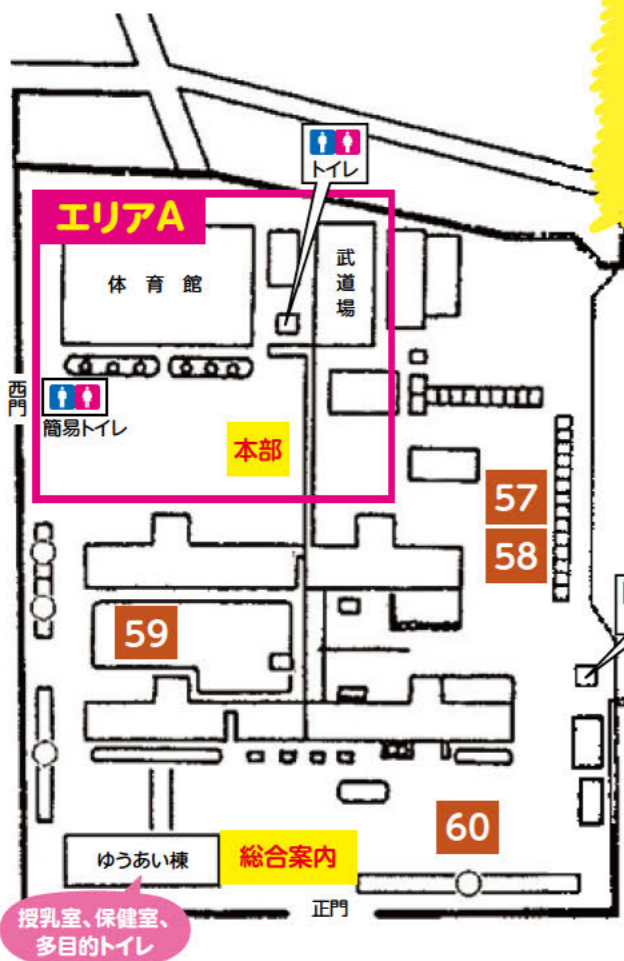 トイレ
エリアA
体育館
武道場
西門
簡易トイレ
本部
57
58
59
60
ゆうあい棟
総合案内
正門
授乳室、保健室、
多目的トイレ